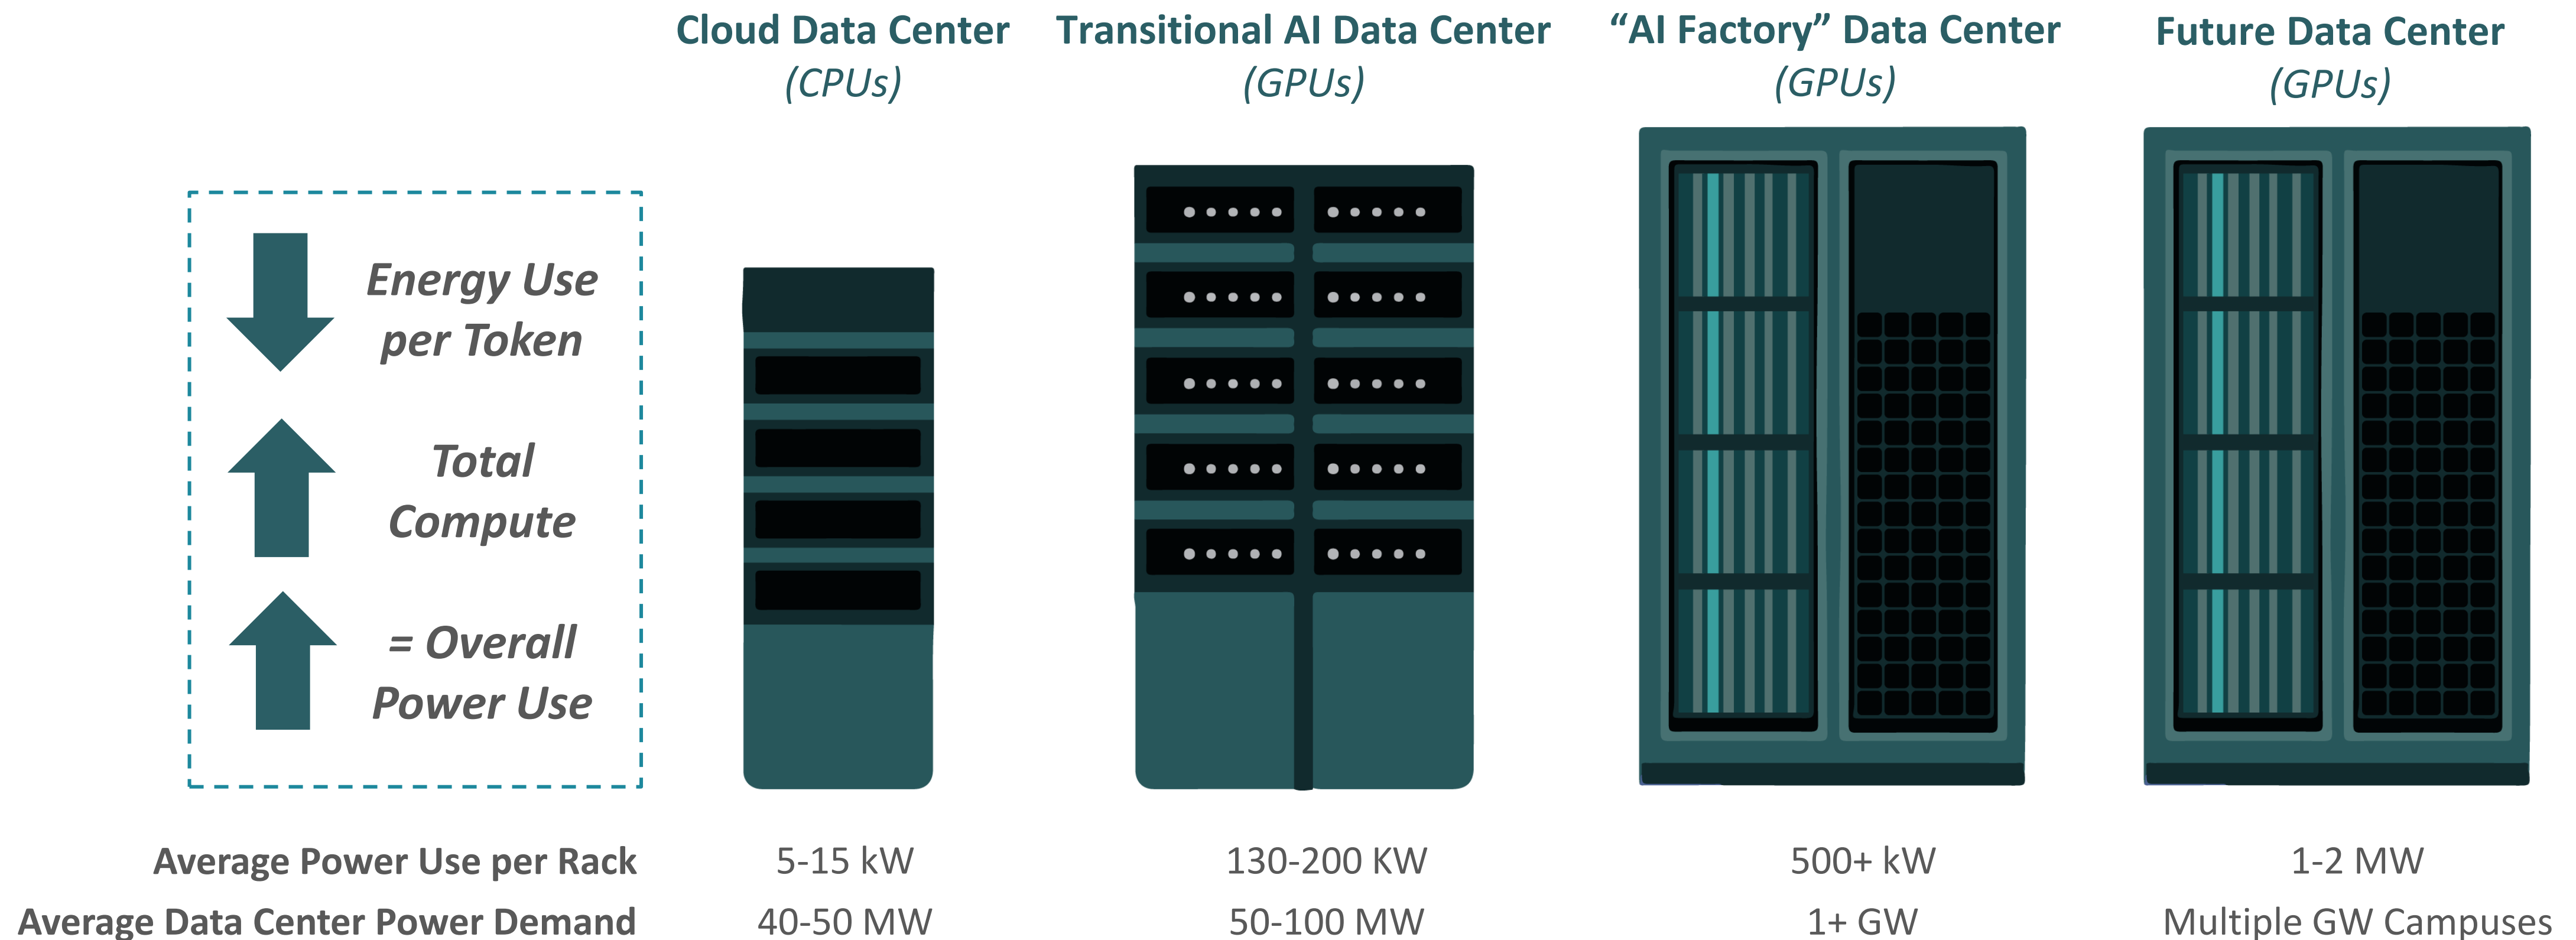 Cloud Data Center
(CPUs)
Transitional AI Data Center
(GPUs)
“AI Factory” Data Center
(GPUs)
Future Data Center
(GPUs)
Energy Use
per Token
Total
Compute
= Overall
Power Use
Average Power Use per Rack
5-15 kW
130-200 KW
500+ kW
1-2 MW
Average Data Center Power Demand
40-50 MW
50-100 MW
1+ GW
Multiple GW Campuses